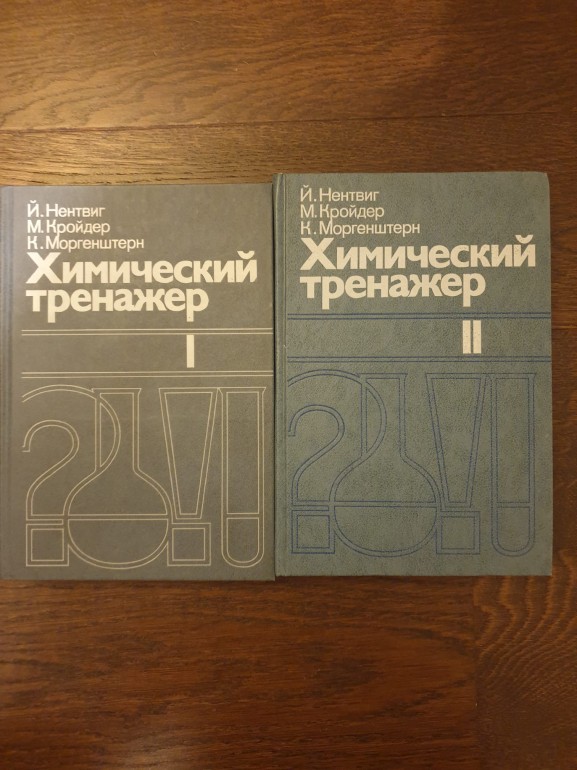 Й. Нентвиг
М. Кройдер
К. Моргенштерн
Химический
тренажер
I
Й. Нентвиг
М. Кройдер
К. Моргенштерн
Химический
тренажер
II